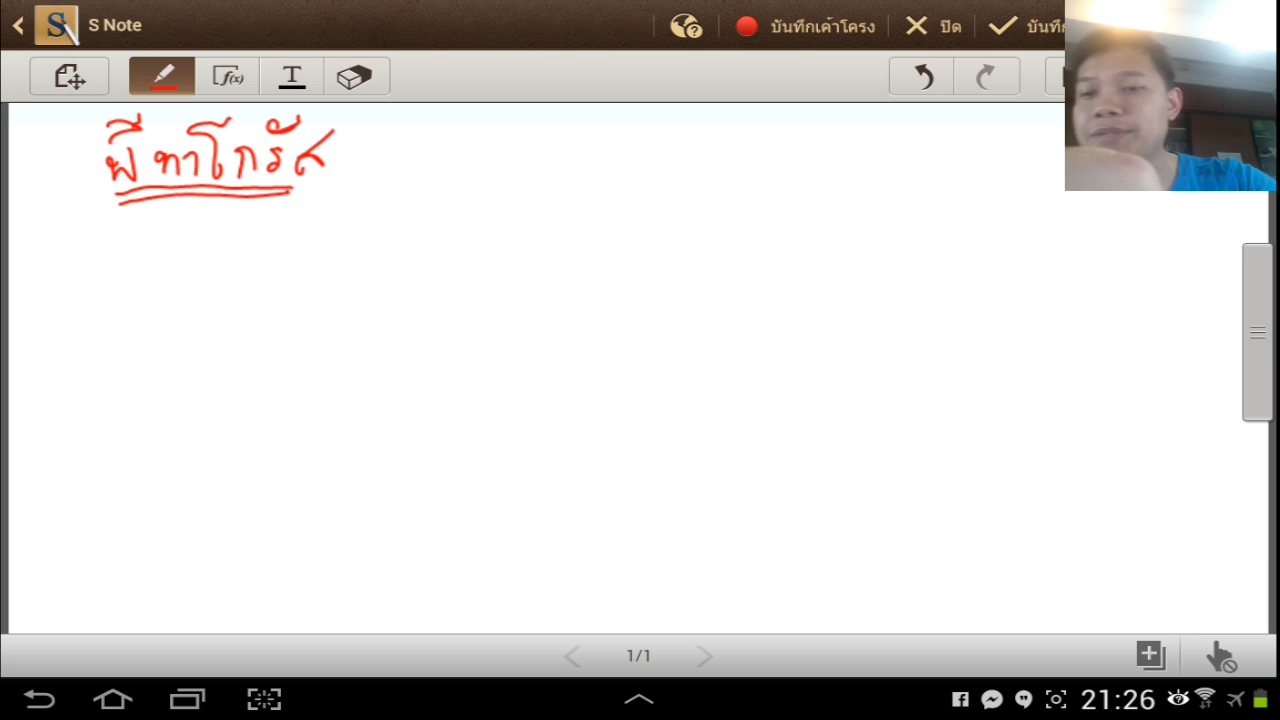 S Note
บันทึกเค้าโครง
ปิด
บันทึก
f(x)
T
พีทาโกรัส
1/1
21:26